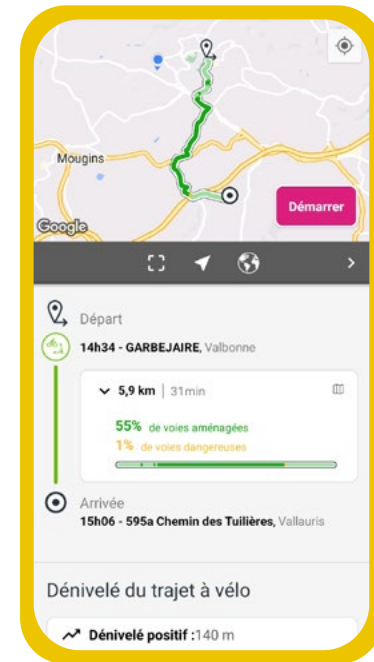 Mougins
Google
Démarrer
Départ
14h34 - GARBEJAIRE, Valbonne
5,9 km | 31min
55% de voies aménagées
1% de voies dangereuses
Arrivée
15h06 - 595a Chemin des Tuilières, Vallauris
Dénivelé du trajet à vélo
Dénivelé positif :140 m